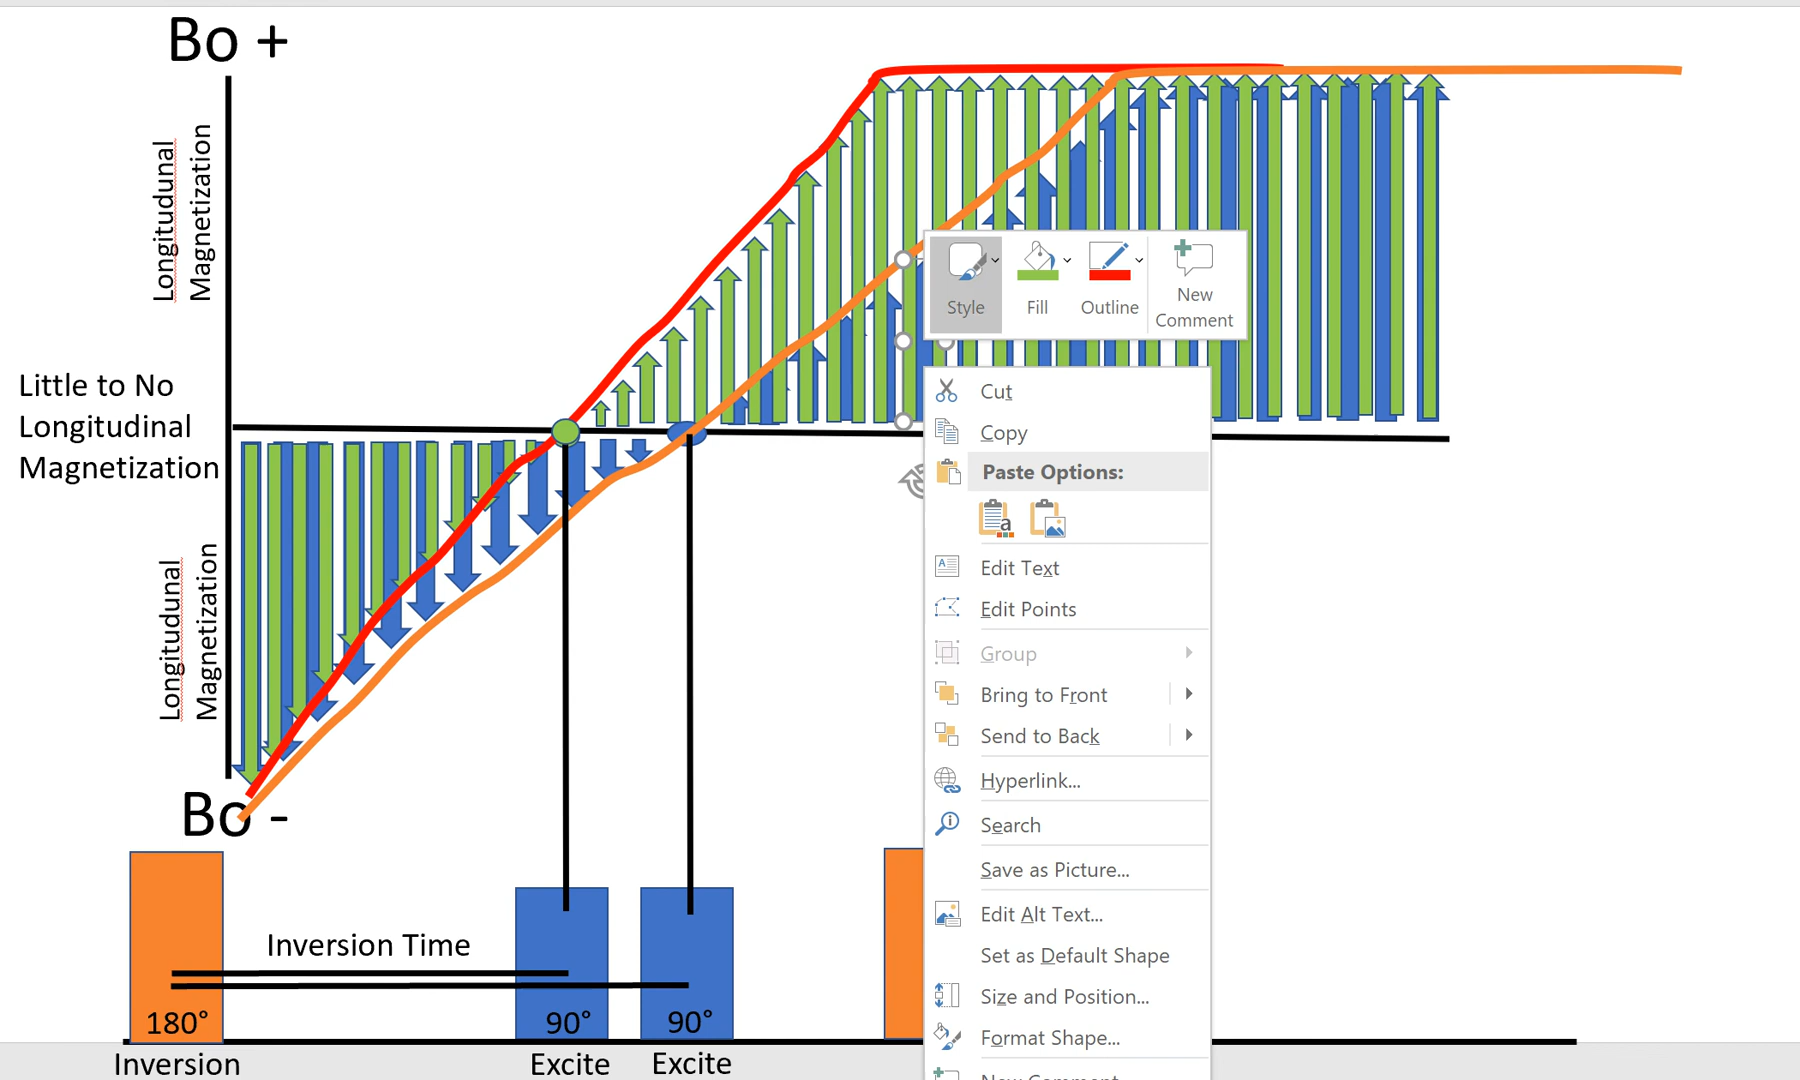 Bo +
Longitudunal
Magnetization
Little to No
Longitudinal
Magnetization
Longitudunal
Magnetization
Bo -
Inversion Time
180°
90°
90°
Inversion
Excite
Excite
Style
Fill
Outline
New
Comment
Cut
Copy
Paste Options:
Edit Text
Edit Points
Group
Bring to Front
Send to Back
Hyperlink...
Search
Save as Picture...
Edit Alt Text...
Set as Default Shape
Size and Position...
Format Shape...
New Comment